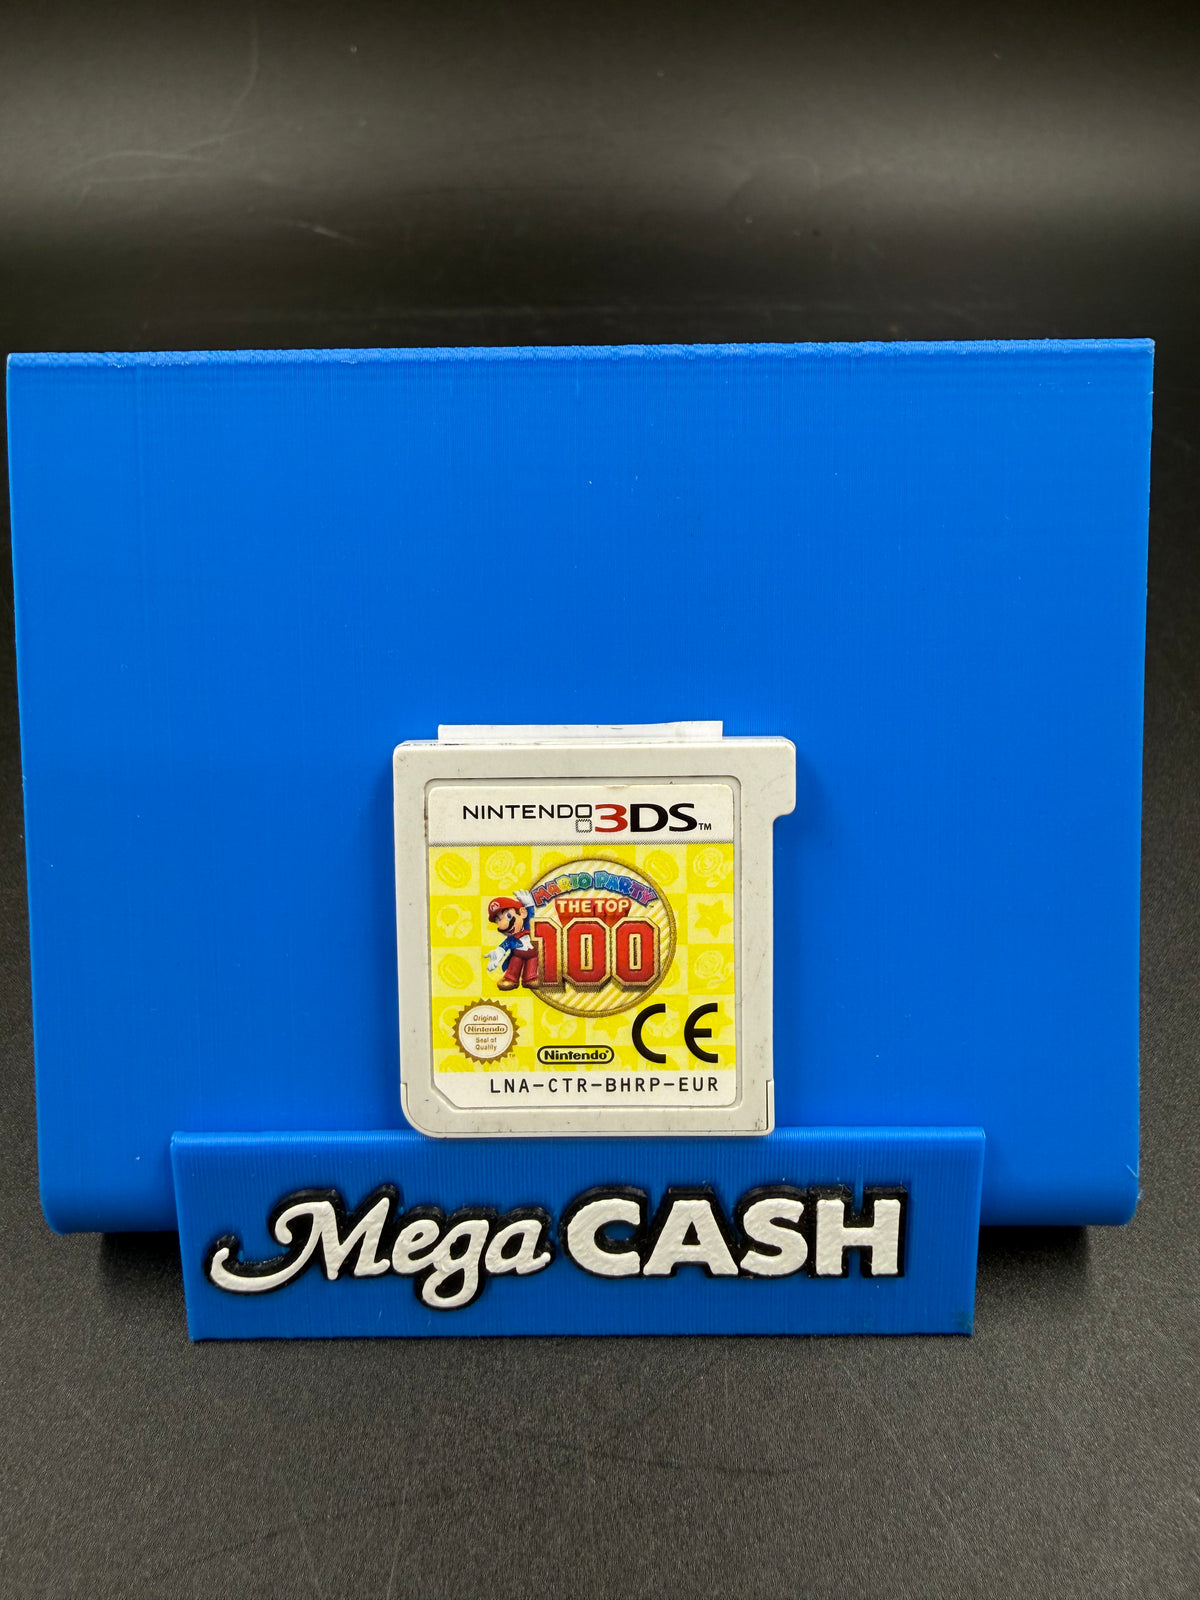 NINTENDO 3DS™
MARIO PARTY
THE TOP
100
Original
Nintendo
Seal of
Quality
™
Nintendo®
CE
LNA-CTR-BHRP-EUR
Mega CASH